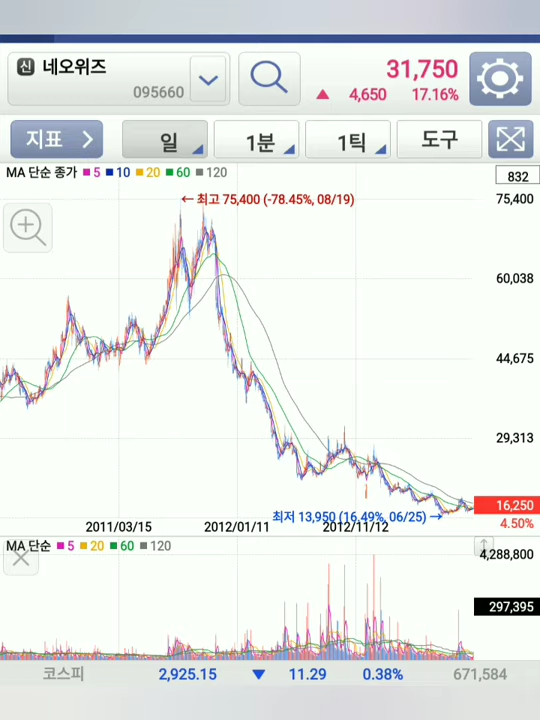 신 네오위즈
095660
31,750
▲ 4,650 17.16%
지표 >
일
1분
1틱
도구
MA 단순 종가 ■5 ■10 ■20 ■60 ■120
832
← 최고 75,400 (-78.45%, 08/19)
75,400
60,038
44,675
29,313
16,250
4.50%
최저 13,950 (16.49%, 06/25) →
2011/03/15 2012/01/11 2012/11/12
MA 단순 ■5 ■20 ■60 ■120
4,288,800
297,395
코스피 2,925.15 ▼ 11.29 0.38% 671,584